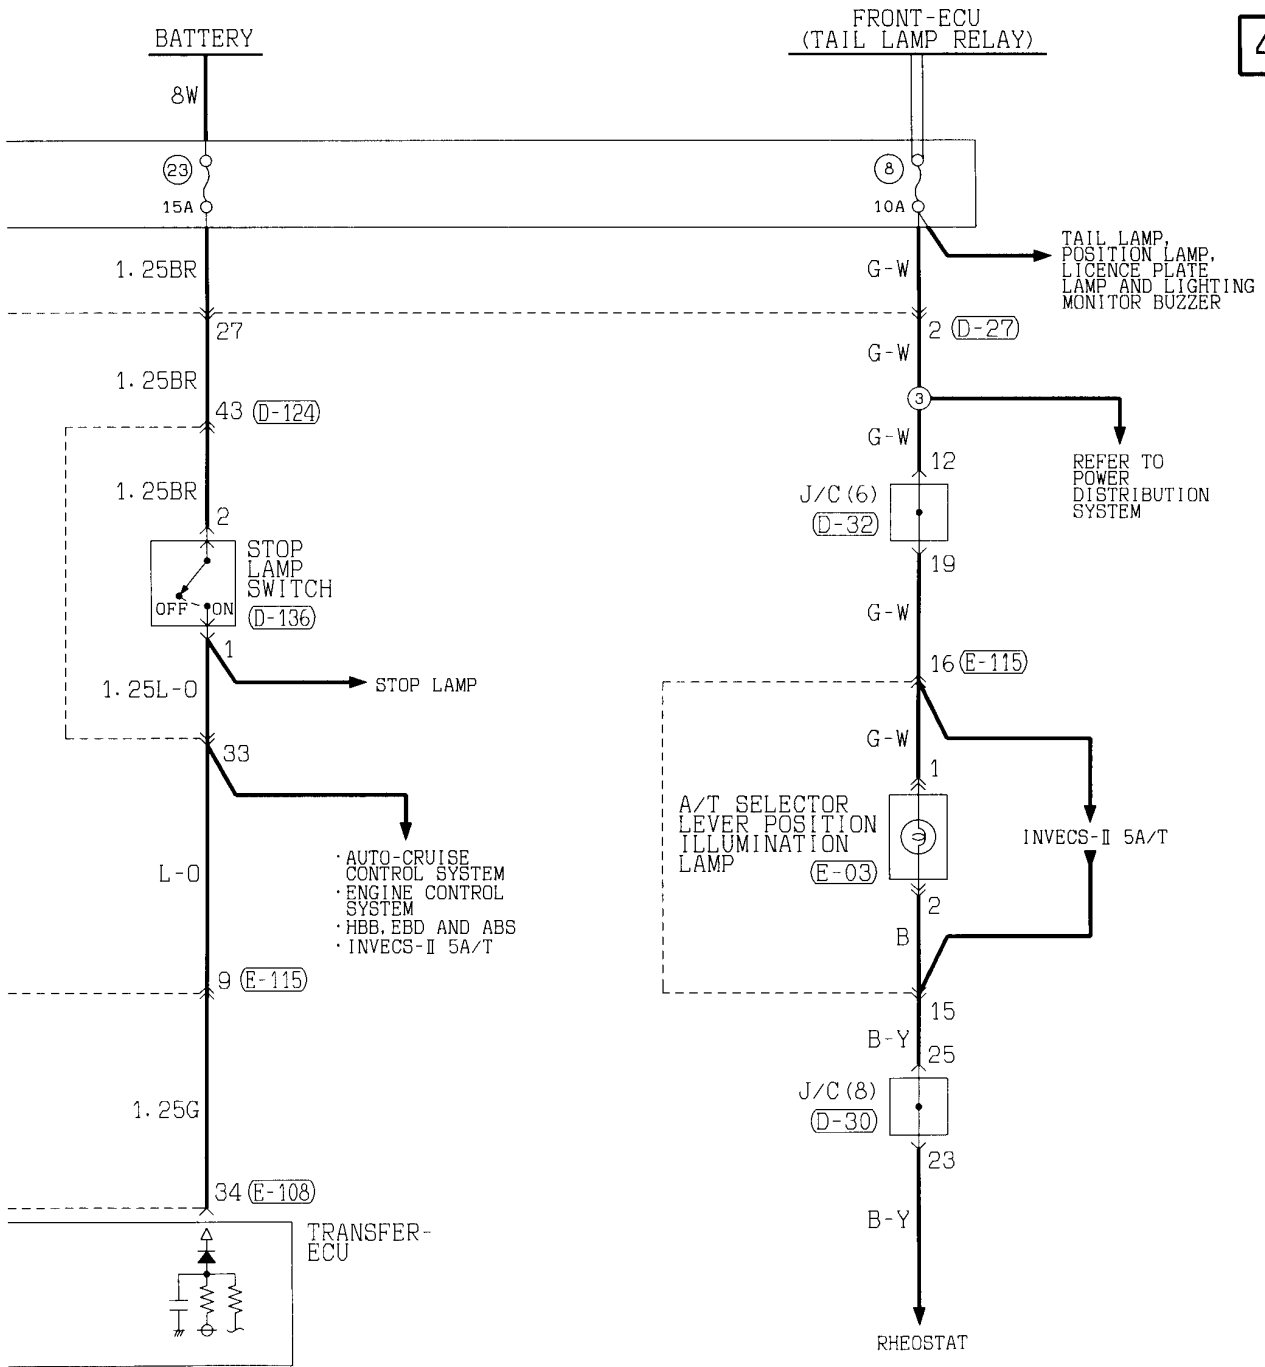 BATTERY
FRONT-ECU
(TAIL LAMP RELAY)
4
8W
23
15A
8
10A
TAIL LAMP,
POSITION LAMP,
LICENCE PLATE
LAMP AND LIGHTING
MONITOR BUZZER
1.25BR
G-W
27
2 D-27
1.25BR
G-W
43 D-124
3
G-W
12
REFER TO
POWER
DISTRIBUTION
SYSTEM
1.25BR
2
J/C(6)
D-32
STOP
LAMP
SWITCH
D-136
OFF ON
19
1
G-W
16 E-115
1.25L-O
STOP LAMP
33
G-W
1
A/T SELECTOR
LEVER POSITION
ILLUMINATION
LAMP
E-03
INVECS-II 5A/T
·AUTO-CRUISE
CONTROL SYSTEM
·ENGINE CONTROL
SYSTEM
·HBB,EBD AND ABS
·INVECS-II 5A/T
L-O
2
B
9 E-115
15
B-Y
25
1.25G
J/C(8)
D-30
23
34 E-108
B-Y
TRANSFER-
ECU
RHEOSTAT